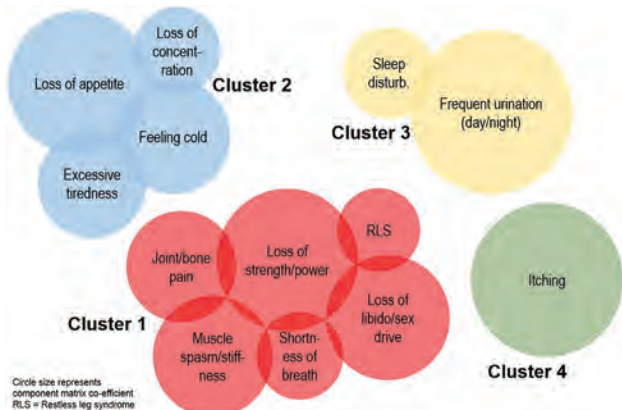 Loss of
concent-
ration
Loss of appetite
Cluster 2
Feeling cold
Excessive
tiredness
Sleep
disturb.
Frequent urination
(day/night)
Cluster 3
Joint/bone
pain
Loss of
strength/power
RLS
Cluster 1
Muscle
spasm/stiff-
ness
Shortn-
ess of
breath
Loss of
libido/sex
drive
Itching
Cluster 4
Circle size represents
component matrix co-efficient
RLS = Restless leg syndrome